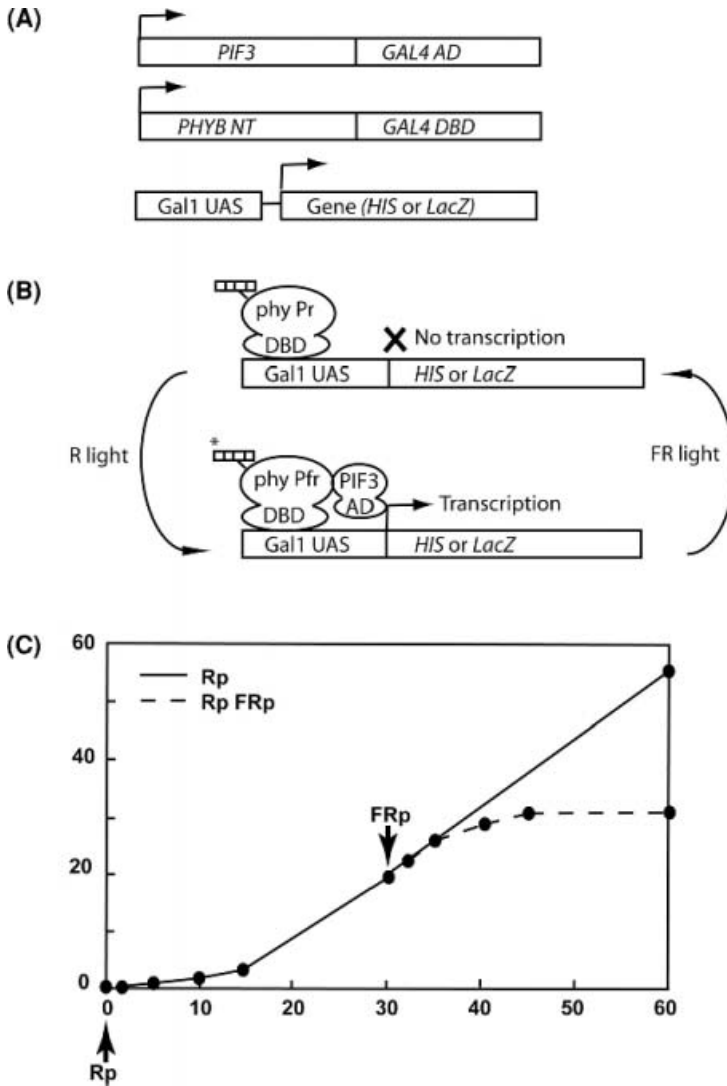 (A)
PIF3 GAL4 AD
PHYB NT GAL4 DBD
Gal1 UAS Gene (HIS or LacZ)
(B)
phy Pr
DBD
No transcription
Gal1 UAS HIS or LacZ
R light
FR light
*
phy Pfr PIF3
DBD AD
Transcription
Gal1 UAS HIS or LacZ
(C)
60
Rp
Rp FRp
40
FRp
20
0
0 10 20 30 40 50 60
Rp